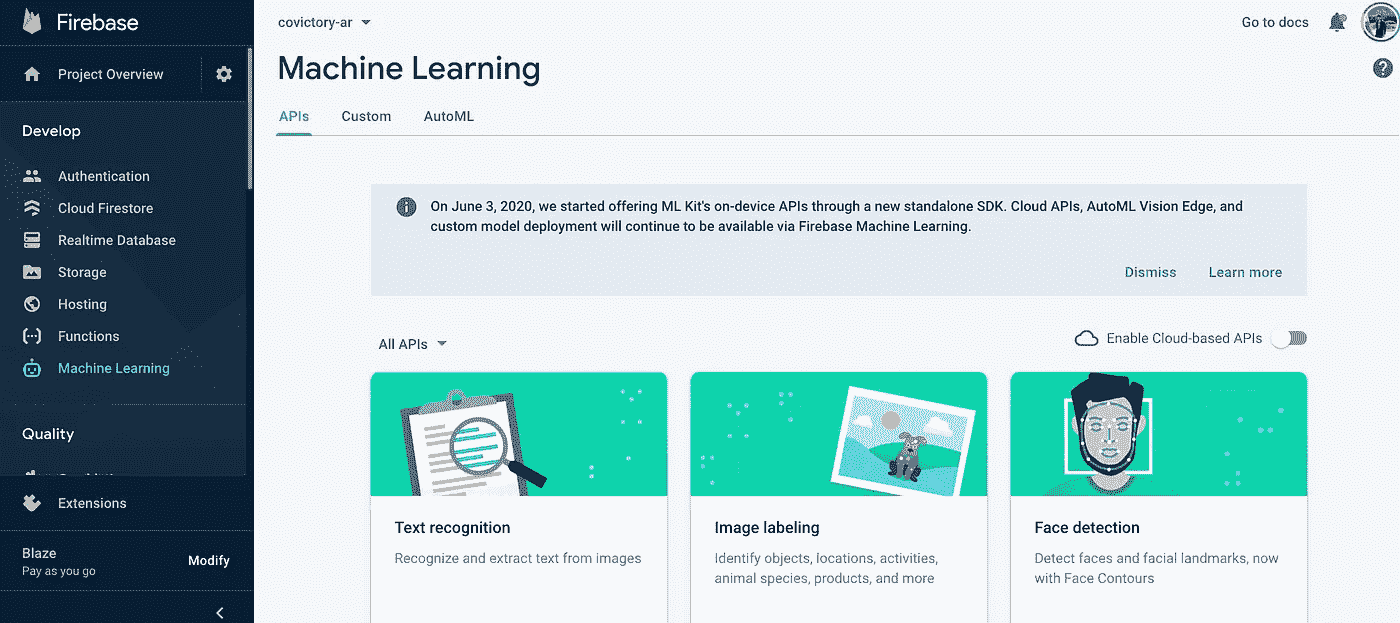 Firebase
Project Overview
Develop
Authentication
Cloud Firestore
Realtime Database
Storage
Hosting
Functions
Machine Learning
Quality
Extensions
Blaze
Pay as you go
Modify
covictory-ar
Go to docs
Machine Learning
APIs Custom AutoML
On June 3, 2020, we started offering ML Kit's on-device APIs through a new standalone SDK. Cloud APIs, AutoML Vision Edge, and
custom model deployment will continue to be available via Firebase Machine Learning.
Dismiss Learn more
All APIs
Enable Cloud-based APIs
Text recognition
Recognize and extract text from images
Image labeling
Identify objects, locations, activities,
animal species, products, and more
Face detection
Detect faces and facial landmarks, now
with Face Contours